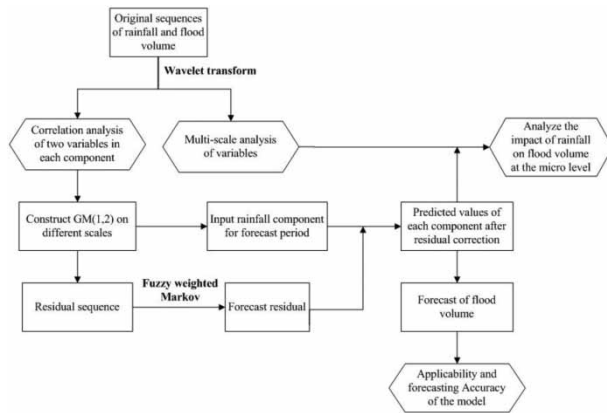 Original sequences
of rainfall and flood
volume
Wavelet transform
Correlation analysis
of two variables in
each component
Multi-scale analysis
of variables
Analyze the
impact of rainfall
on flood volume
at the micro level
Construct GM(1,2) on
different scales
Input rainfall component
for forecast period
Predicted values of
each component after
residual correction
Fuzzy weighted
Markov
Residual sequence
Forecast residual
Forecast of flood
volume
Applicability and
forecasting Accuracy
of the model